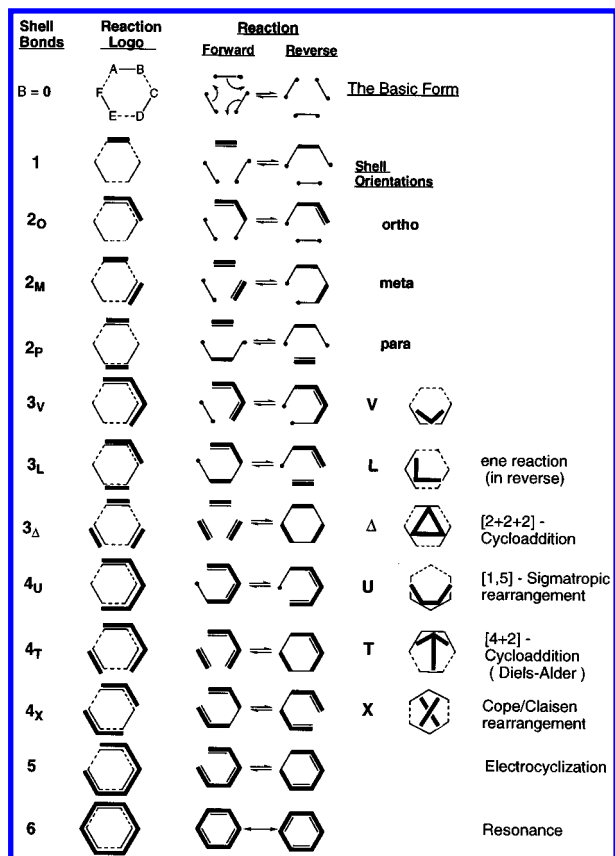 Shell Bonds Reaction Logo Reaction
Forward Reverse
B = 0 A B C D E F The Basic Form
1 Shell Orientations
2O ortho
2M meta
2P para
3V V
3L L ene reaction (in reverse)
3Δ Δ [2+2+2] - Cycloaddition
4U U [1,5] - Sigmatropic rearrangement
4T T [4+2] - Cycloaddition ( Diels-Alder )
4X X Cope/Claisen rearrangement
5 Electrocyclization
6 Resonance